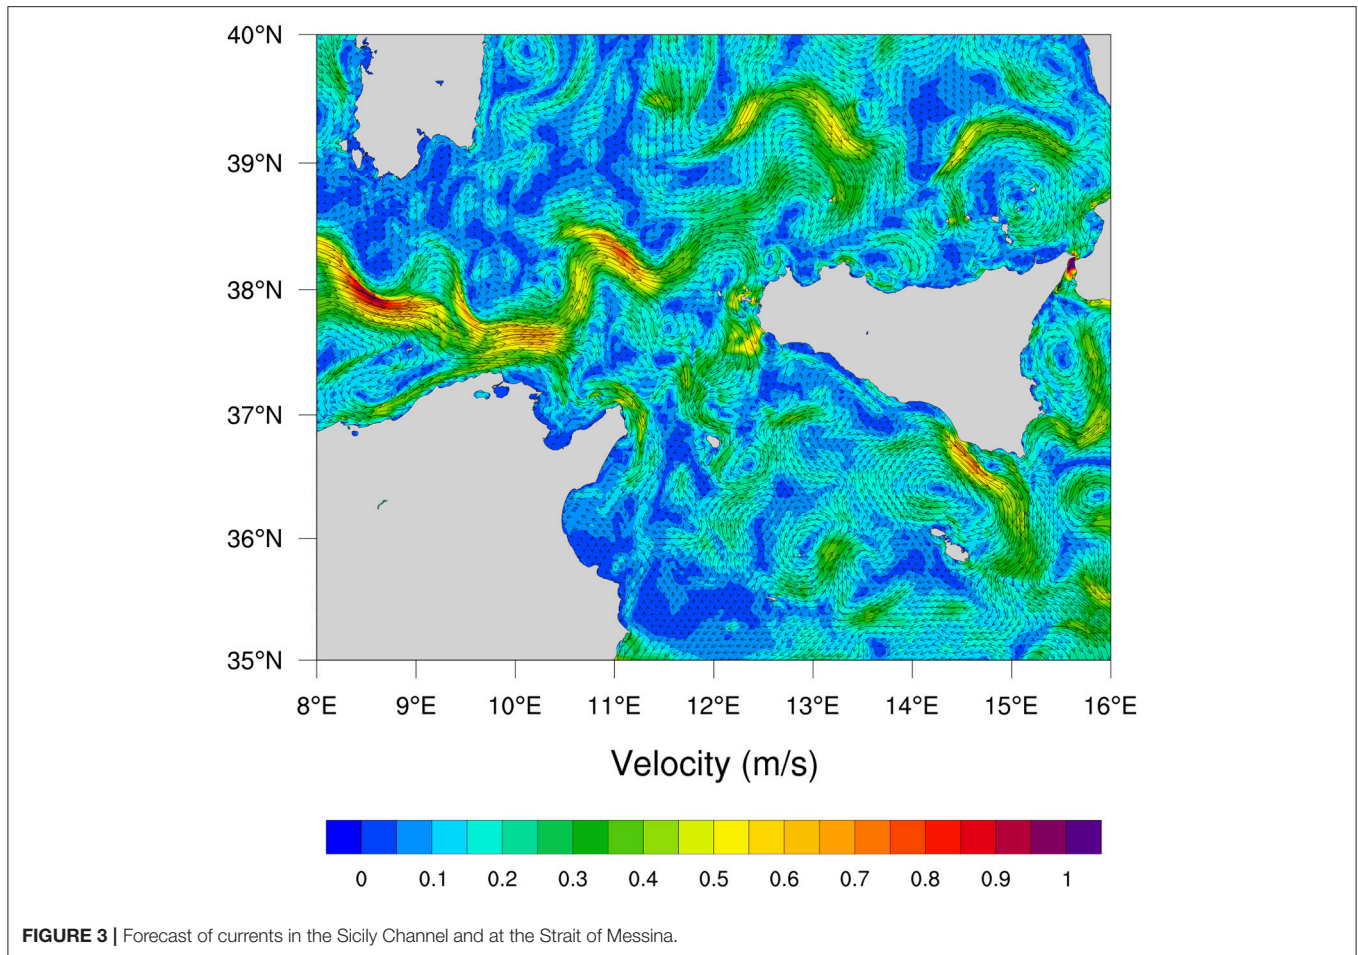 40°N
39°N
38°N
37°N
36°N
35°N
8°E 9°E 10°E 11°E 12°E 13°E 14°E 15°E 16°E
Velocity (m/s)
0 0.1 0.2 0.3 0.4 0.5 0.6 0.7 0.8 0.9 1
FIGURE 3 | Forecast of currents in the Sicily Channel and at the Strait of Messina.